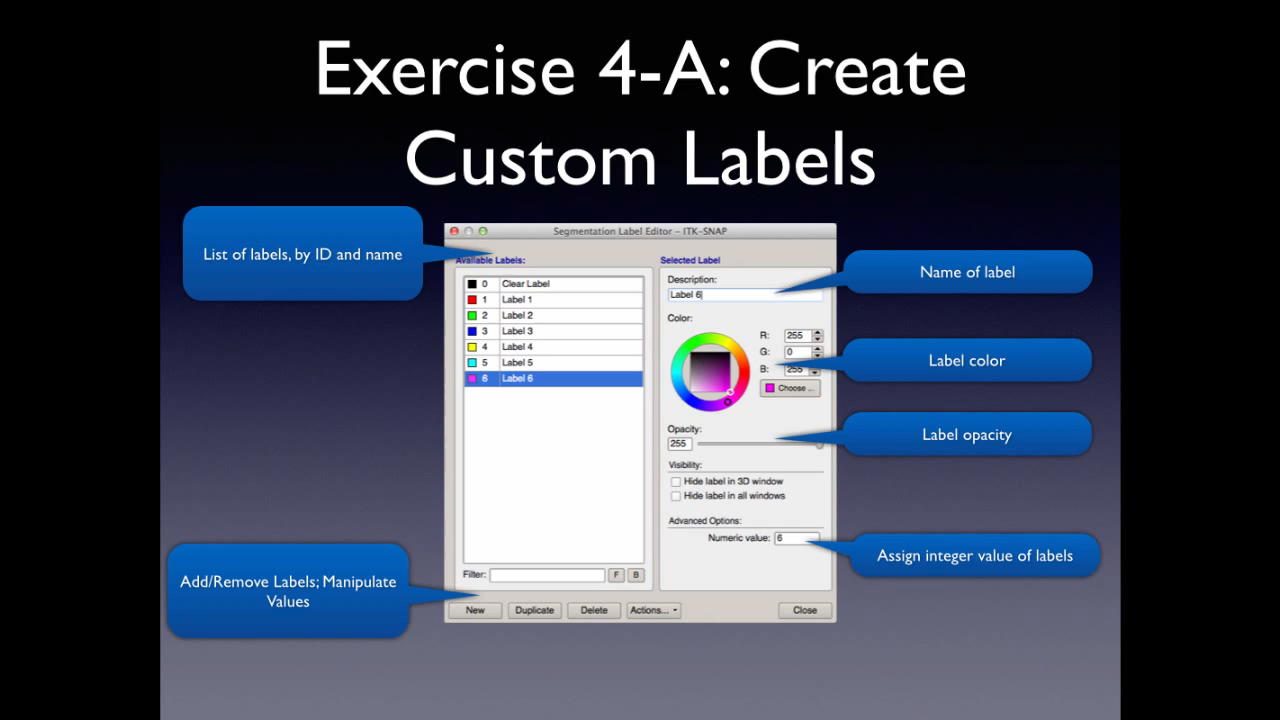 Exercise 4-A: Create
Custom Labels
List of labels, by ID and name
Segmentation Label Editor – ITK-SNAP
Available Labels:
0 Clear Label
1 Label 1
2 Label 2
3 Label 3
4 Label 4
5 Label 5
6 Label 6
Filter:
F B
New Duplicate Delete Actions... Close
Selected Label
Description:
Label 6
Color:
R: 255
G: 0
B: 255
Choose ...
Opacity:
255
Visibility:
Hide label in 3D window
Hide label in all windows
Advanced Options:
Numeric value: 6
Name of label
Label color
Label opacity
Assign integer value of labels
Add/Remove Labels; Manipulate
Values